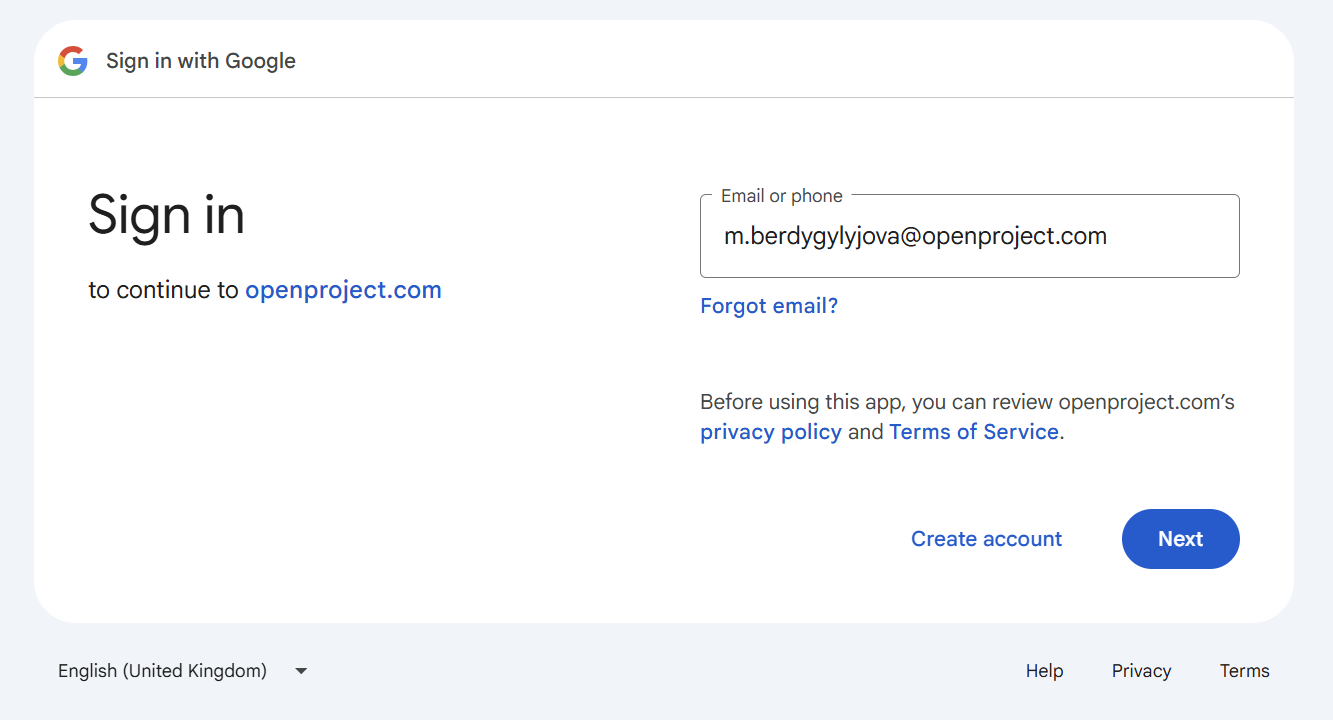 Sign in with Google
Sign in
to continue to openproject.com
Email or phone
m.berdygylyjova@openproject.com
Forgot email?
Before using this app, you can review openproject.com’s
privacy policy and Terms of Service.
Create account
Next
English (United Kingdom)
Help
Privacy
Terms